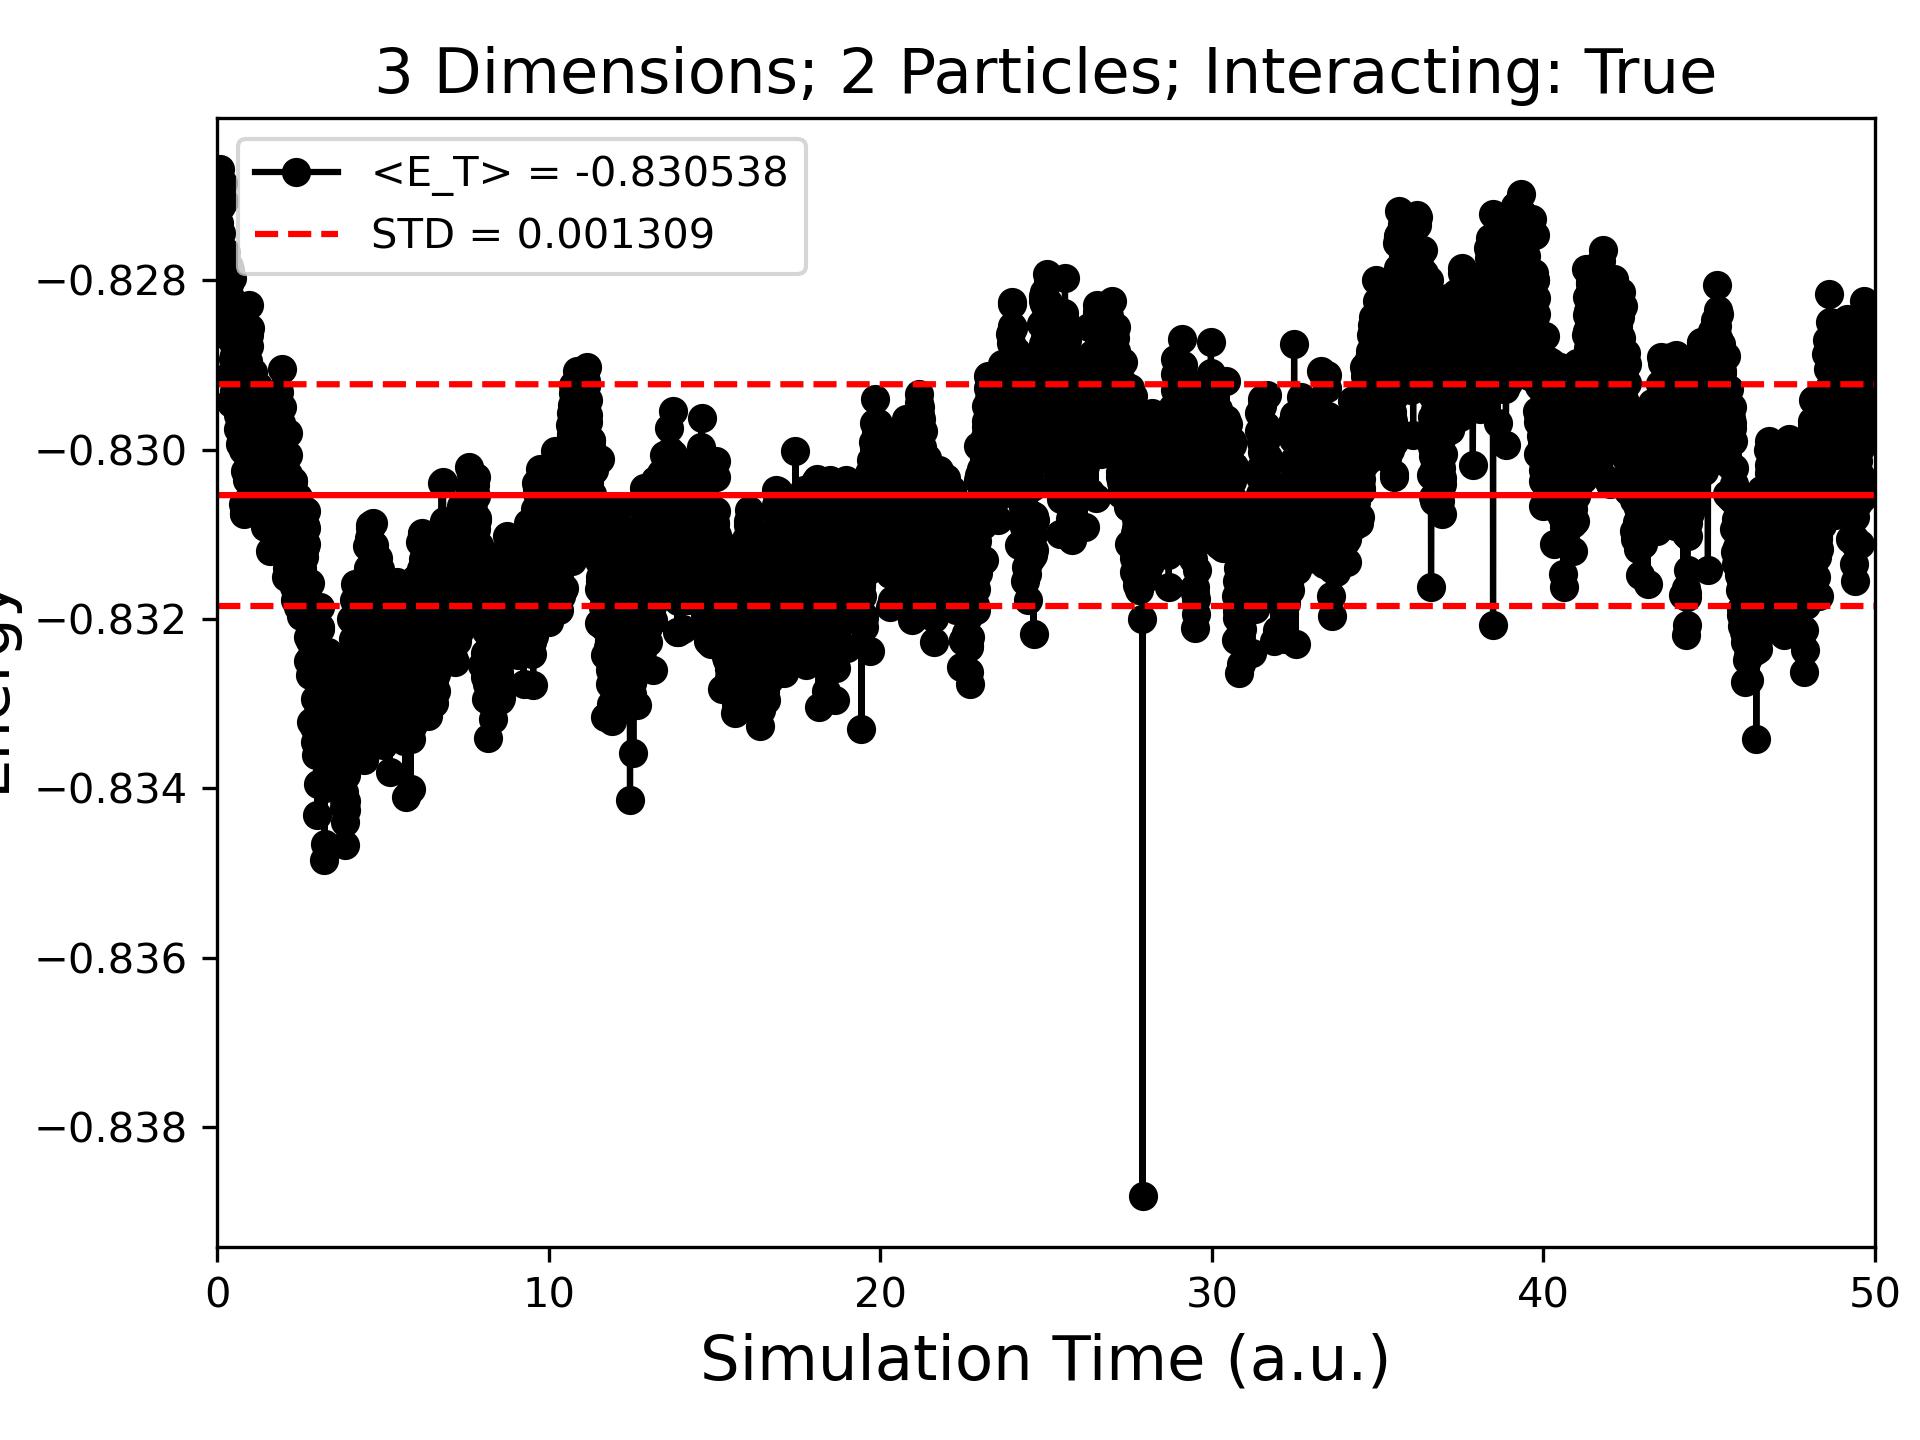 3 Dimensions; 2 Particles; Interacting: True
<E_T> = -0.830538
STD = 0.001309
−0.828
−0.830
−0.832
−0.834
−0.836
−0.838
Energy
0 10 20 30 40 50
Simulation Time (a.u.)